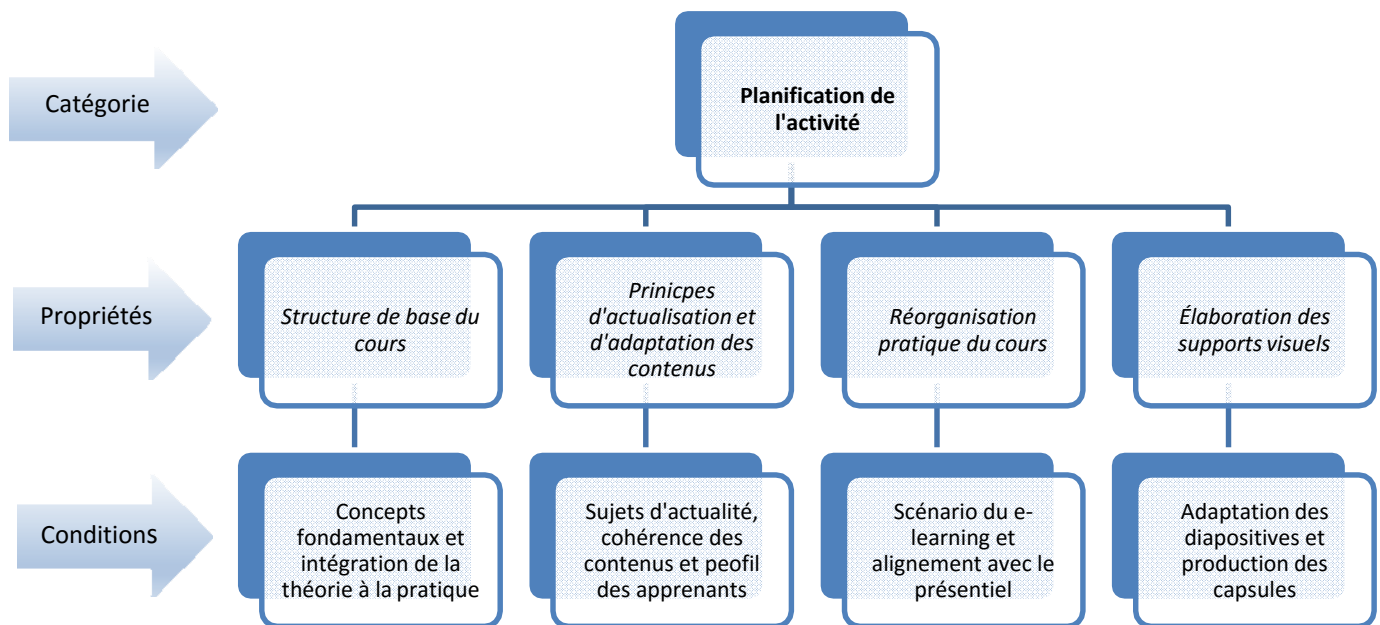 Catégorie
Planification de
l'activité
Propriétés
Structure de base du
cours
Prinicpes
d'actualisation et
d'adaptation des
contenus
Réorganisation
pratique du cours
Élaboration des
supports visuels
Conditions
Concepts
fondamentaux et
intégration de la
théorie à la pratique
Sujets d'actualité,
cohérence des
contenus et peofil
des apprenants
Scénario du e-
learning et
alignement avec le
présentiel
Adaptation des
diapositives et
production des
capsules